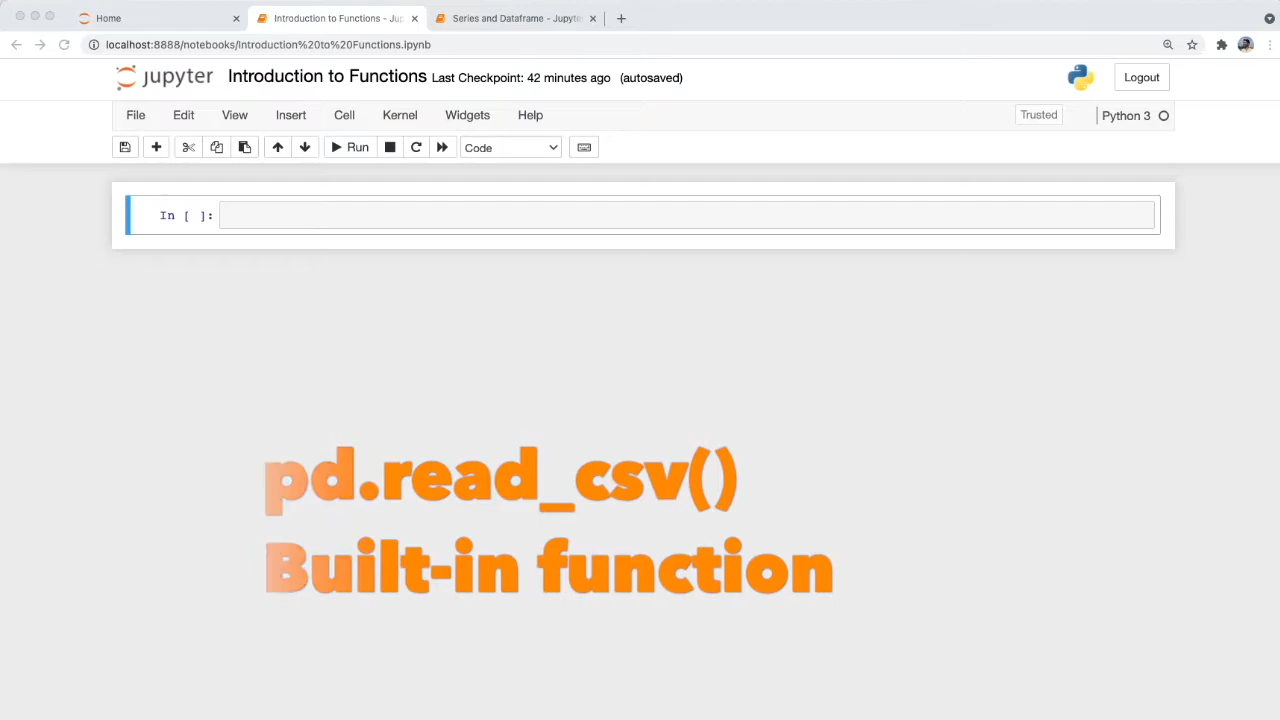 Home
Introduction to Functions - Jup
Series and Dataframe - Jupyte
localhost:8888/notebooks/Introduction%20to%20Functions.ipynb
jupyter Introduction to Functions Last Checkpoint: 42 minutes ago (autosaved) Logout
File Edit View Insert Cell Kernel Widgets Help Trusted Python 3
Run Code
In [ ]:
pd.read_csv()
Built-in function